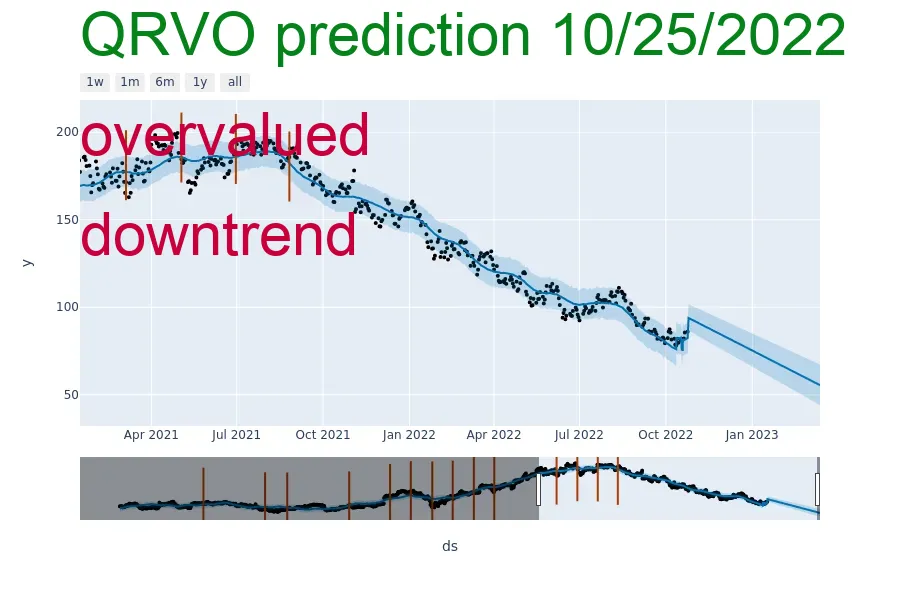 QRVO prediction 10/25/2022
1w 1m 6m 1y all
overvalued
downtrend
200
150
100
50
y
Apr 2021 Jul 2021 Oct 2021 Jan 2022 Apr 2022 Jul 2022 Oct 2022 Jan 2023
ds